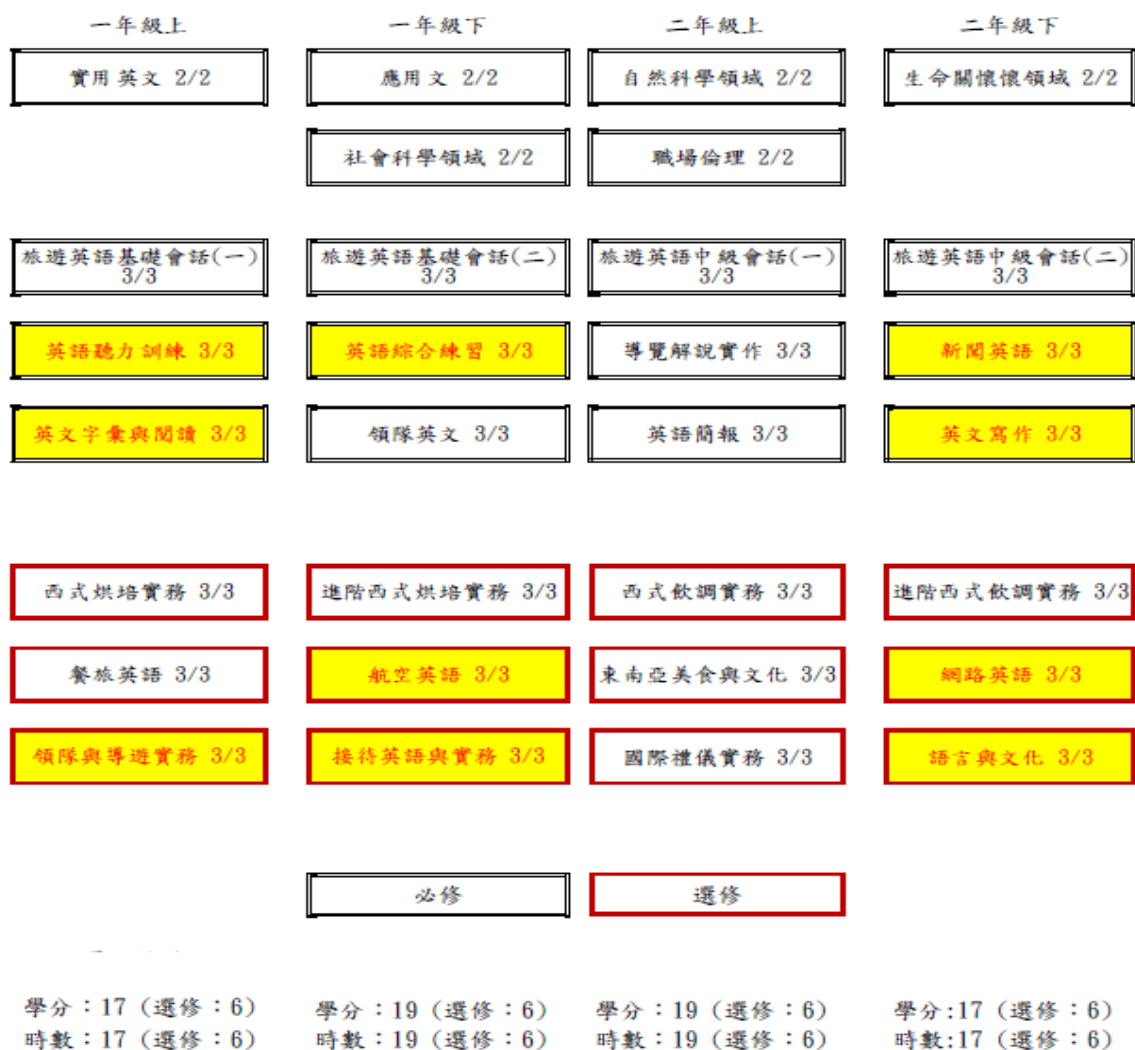 一年級上 一年級下 二年級上 二年級下
實用英文 2/2 應用文 2/2 自然科學領域 2/2 生命關懷懷領域 2/2
社會科學領域 2/2 職場倫理 2/2
旅遊英語基礎會話(一) 旅遊英語基礎會話(二) 旅遊英語中級會話(一) 旅遊英語中級會話(二)
3/3 3/3 3/3 3/3
英語聽力訓練 3/3 英語綜合練習 3/3 導覽解說實作 3/3 新聞英語 3/3
英文字彙與閱讀 3/3 領隊英文 3/3 英語簡報 3/3 英文寫作 3/3
西式烘培實務 3/3 進階西式烘培實務 3/3 西式飲調實務 3/3 進階西式飲調實務 3/3
餐旅英語 3/3 航空英語 3/3 東南亞美食與文化 3/3 網路英語 3/3
領隊與導遊實務 3/3 接待英語與實務 3/3 國際禮儀實務 3/3 語言與文化 3/3
必修 選修
學分：17 (選修：6) 學分：19 (選修：6) 學分：19 (選修：6) 學分:17 (選修：6)
時數：17 (選修：6) 時數：19 (選修：6) 時數：19 (選修：6) 時數:17 (選修：6)